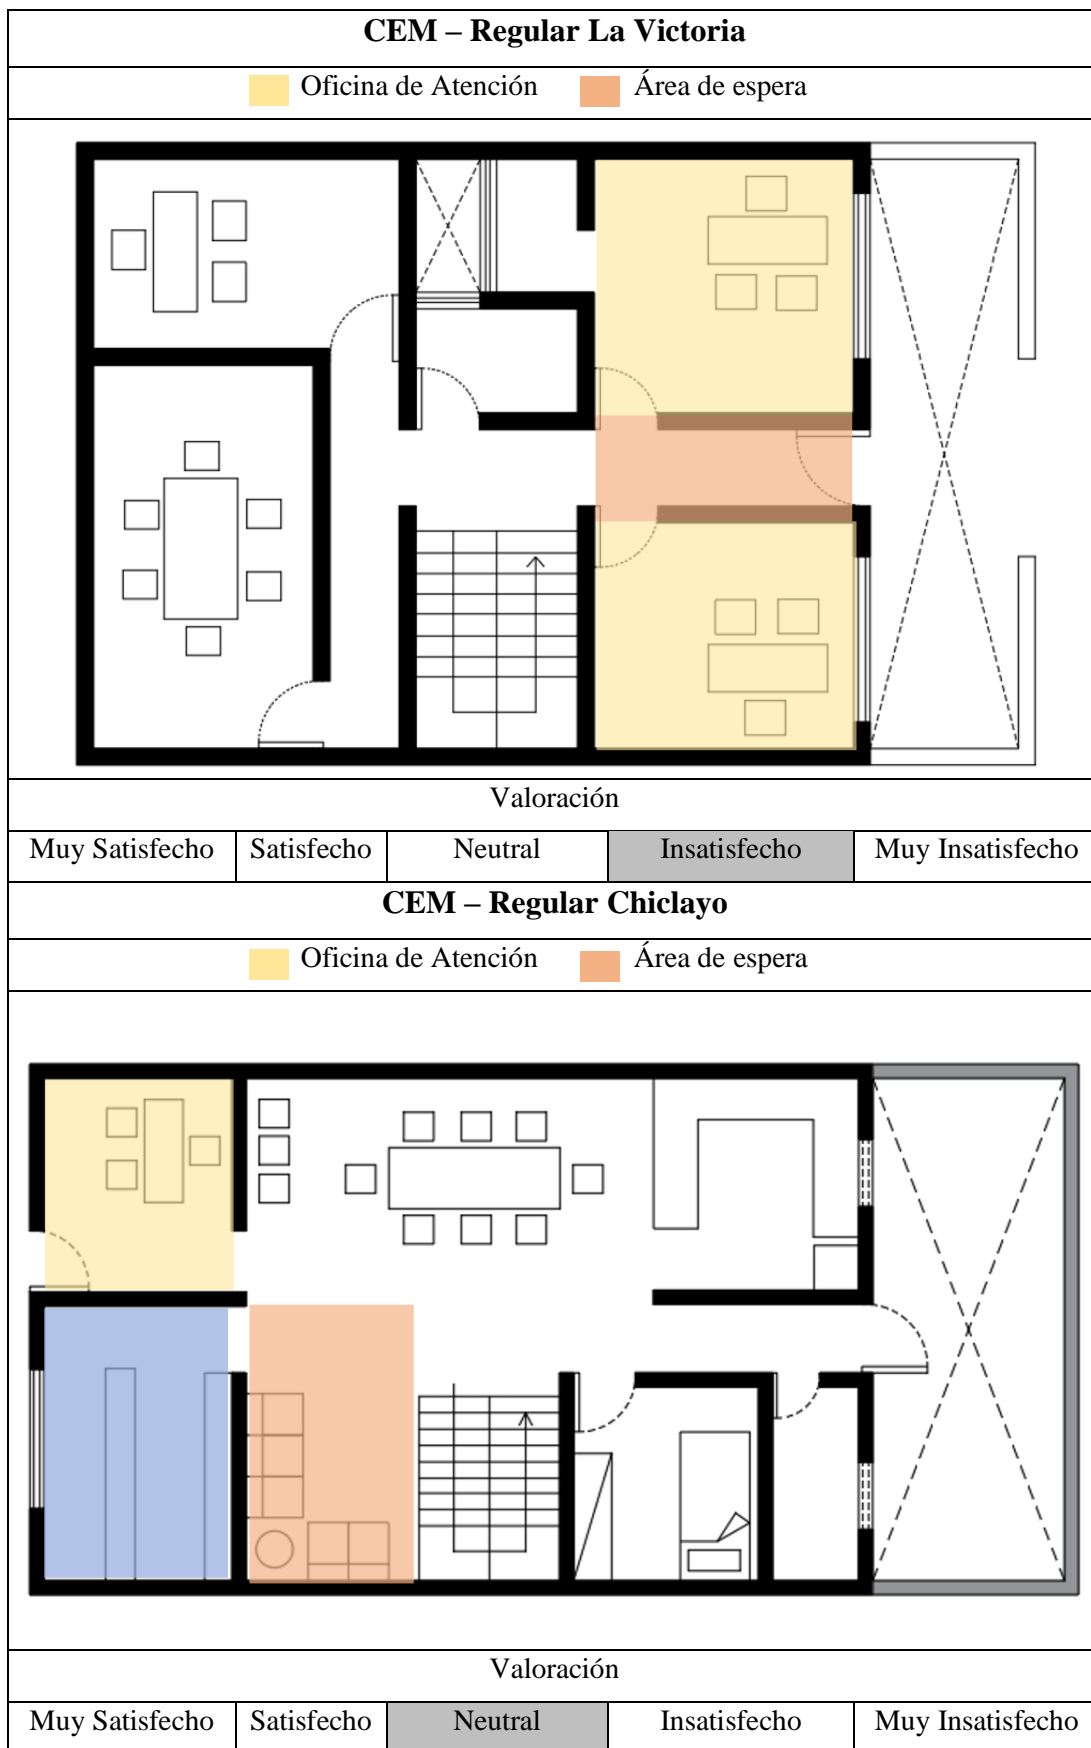 CEM – Regular La Victoria
Oficina de Atención Área de espera
Valoración
Muy Satisfecho Satisfecho Neutral Insatisfecho Muy Insatisfecho
CEM – Regular Chiclayo
Oficina de Atención Área de espera
Valoración
Muy Satisfecho Satisfecho Neutral Insatisfecho Muy Insatisfecho